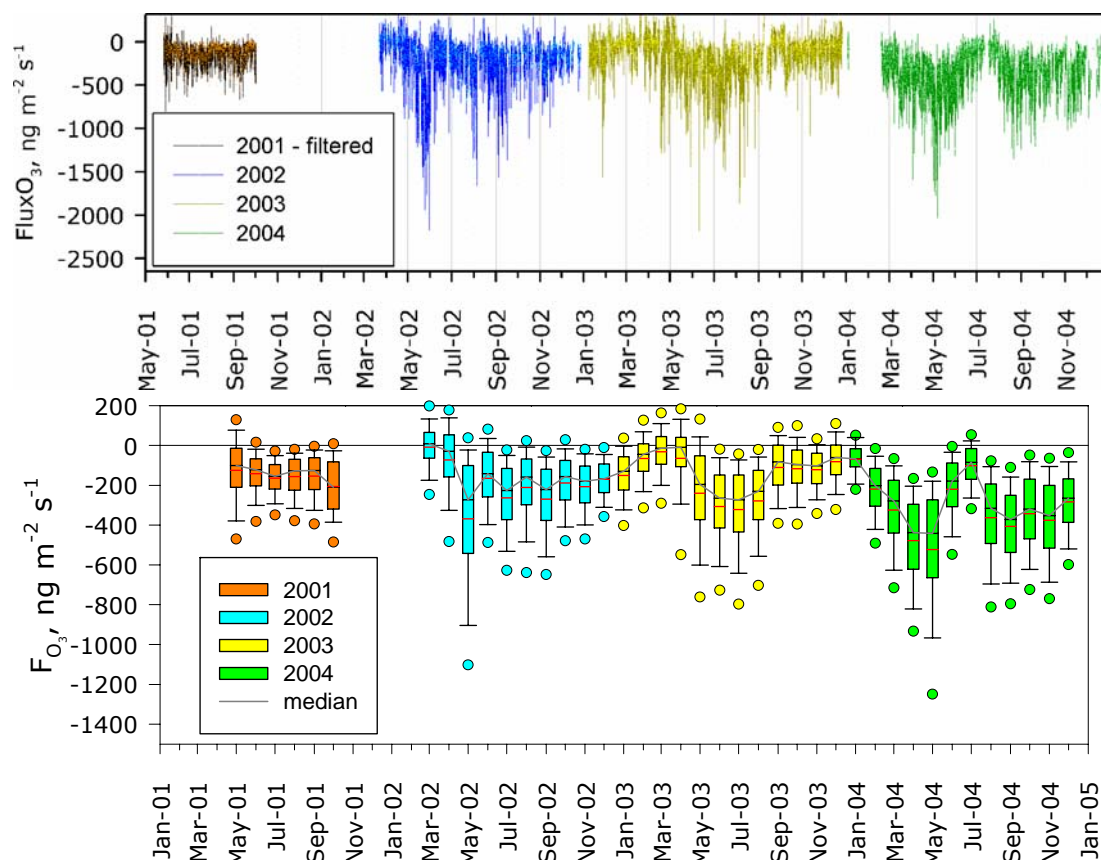 0
-500
-1000
-1500
-2000
-2500
FluxO₃, ng m⁻² s⁻¹
2001 - filtered
2002
2003
2004
May-01
Jul-01
Sep-01
Nov-01
Jan-02
Mar-02
May-02
Jul-02
Sep-02
Nov-02
Jan-03
Mar-03
May-03
Jul-03
Sep-03
Nov-03
Jan-04
Mar-04
May-04
Jul-04
Sep-04
Nov-04
200
0
-200
-400
-600
-800
-1000
-1200
-1400
F_O₃, ng m⁻² s⁻¹
2001
2002
2003
2004
median
Jan-01
Mar-01
May-01
Jul-01
Sep-01
Nov-01
Jan-02
Mar-02
May-02
Jul-02
Sep-02
Nov-02
Jan-03
Mar-03
May-03
Jul-03
Sep-03
Nov-03
Jan-04
Mar-04
May-04
Jul-04
Sep-04
Nov-04
Jan-05